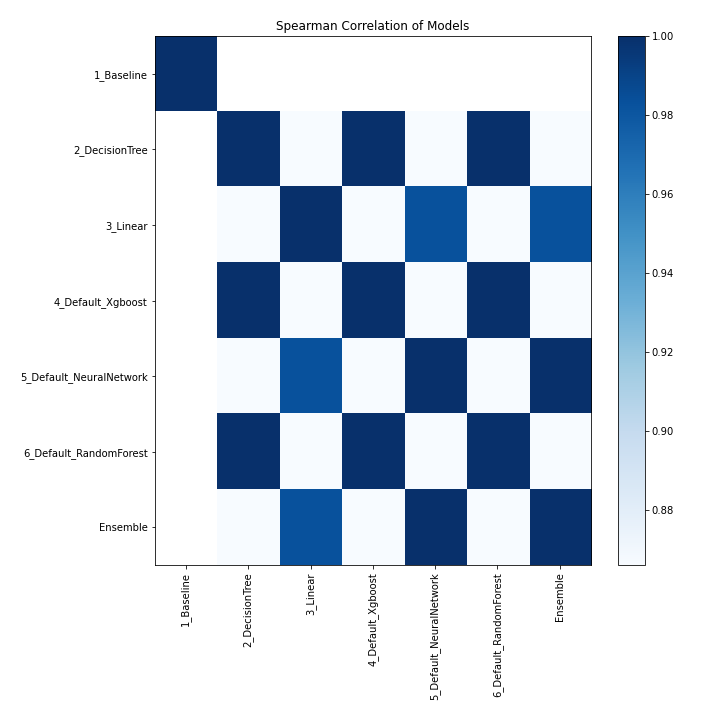 Spearman Correlation of Models
1_Baseline
2_DecisionTree
3_Linear
4_Default_Xgboost
5_Default_NeuralNetwork
6_Default_RandomForest
Ensemble
1_Baseline
2_DecisionTree
3_Linear
4_Default_Xgboost
5_Default_NeuralNetwork
6_Default_RandomForest
Ensemble
1.00
0.98
0.96
0.94
0.92
0.90
0.88